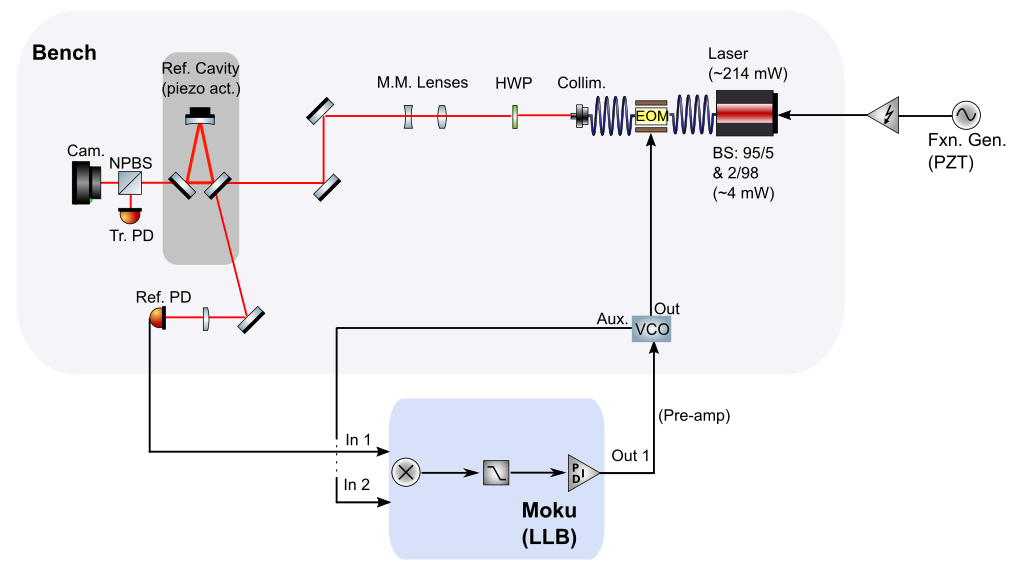 Bench
Ref. Cavity
(piezo act.)
Cam.
NPBS
Tr. PD
M.M. Lenses
HWP
Collim.
EOM
Laser
(~214 mW)
BS: 95/5
& 2/98
(~4 mW)
Fxn. Gen.
(PZT)
Ref. PD
Aux.
Out
VCO
(Pre-amp)
In 1
In 2
P
I
D
Out 1
Moku
(LLB)